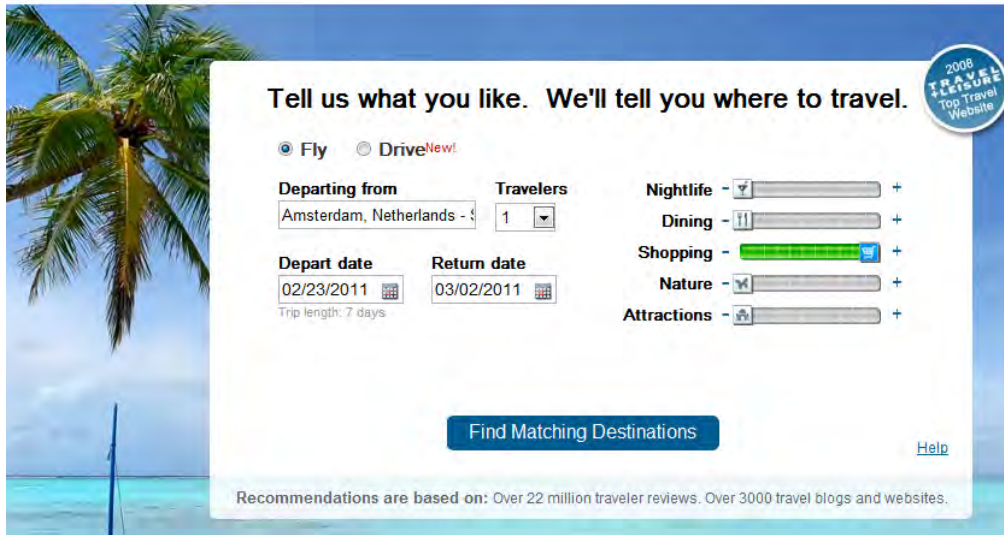 2008
TRAVEL
+LEISURE
Top Travel
Website
Tell us what you like. We'll tell you where to travel.
Fly Drive New!
Departing from Travelers
Amsterdam, Netherlands - 1
Depart date Return date
02/23/2011 03/02/2011
Trip length: 7 days
Nightlife - +
Dining - +
Shopping - +
Nature - +
Attractions - +
Find Matching Destinations
Help
Recommendations are based on: Over 22 million traveler reviews. Over 3000 travel blogs and websites.